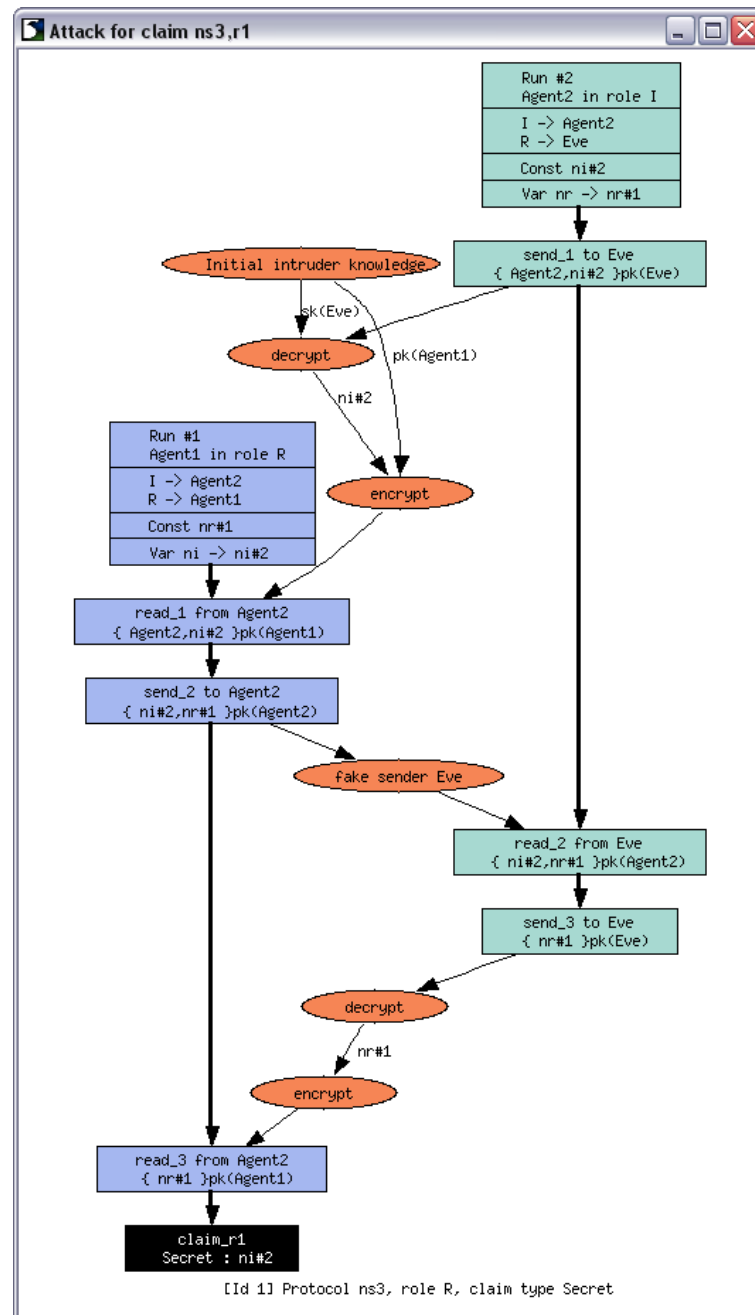 Attack for claim ns3,r1
Run #2
Agent2 in role I
I -> Agent2
R -> Eve
Const ni#2
Var nr -> nr#1
send_1 to Eve
{ Agent2,ni#2 }pk(Eve)
Initial intruder knowledge
sk(Eve)
decrypt
pk(Agent1)
ni#2
Run #1
Agent1 in role R
I -> Agent2
R -> Agent1
Const nr#1
Var ni -> ni#2
encrypt
read_1 from Agent2
{ Agent2,ni#2 }pk(Agent1)
send_2 to Agent2
{ ni#2,nr#1 }pk(Agent2)
fake sender Eve
read_2 from Eve
{ ni#2,nr#1 }pk(Agent2)
send_3 to Eve
{ nr#1 }pk(Eve)
decrypt
nr#1
encrypt
read_3 from Agent2
{ nr#1 }pk(Agent1)
claim_r1
Secret : ni#2
[Id 1] Protocol ns3, role R, claim type Secret